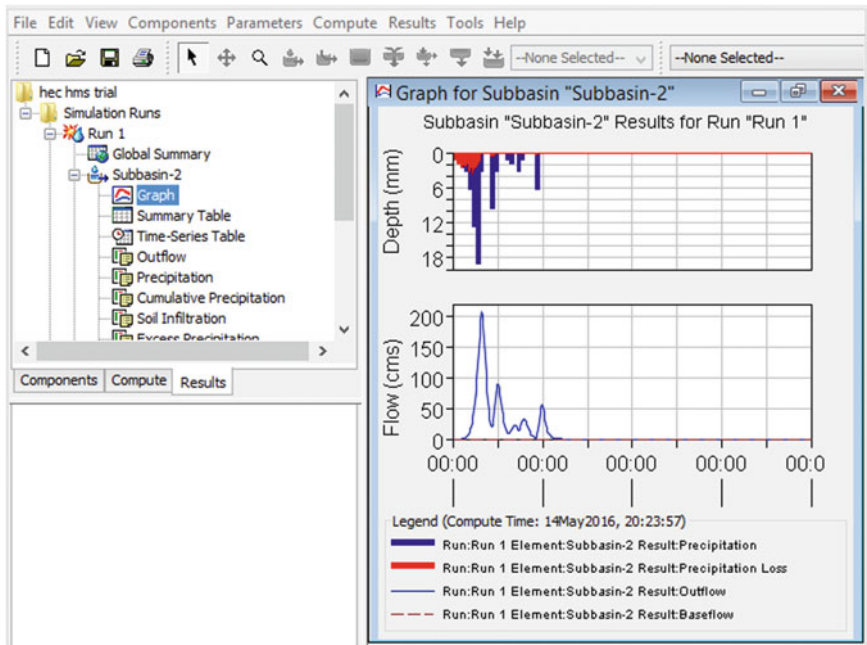 File Edit View Components Parameters Compute Results Tools Help
--None Selected-- --None Selected--
hec hms trial
Simulation Runs
Run 1
Global Summary
Subbasin-2
Graph
Summary Table
Time-Series Table
Outflow
Precipitation
Cumulative Precipitation
Soil Infiltration
Excess Precipitation
Components Compute Results
Graph for Subbasin "Subbasin-2"
Subbasin "Subbasin-2" Results for Run "Run 1"
Depth (mm)
0
6
12
18
Flow (cms)
200
150
100
50
0
00:00 00:00 00:00 00:00 00:0
Legend (Compute Time: 14May2016, 20:23:57)
Run:Run 1 Element:Subbasin-2 Result:Precipitation
Run:Run 1 Element:Subbasin-2 Result:Precipitation Loss
Run:Run 1 Element:Subbasin-2 Result:Outflow
Run:Run 1 Element:Subbasin-2 Result:Baseflow